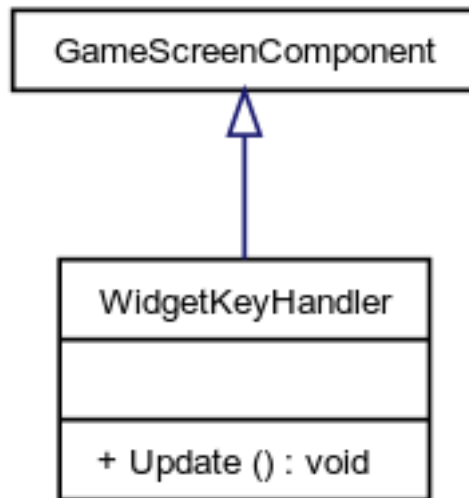 GameScreenComponent
WidgetKeyHandler
+ Update () : void